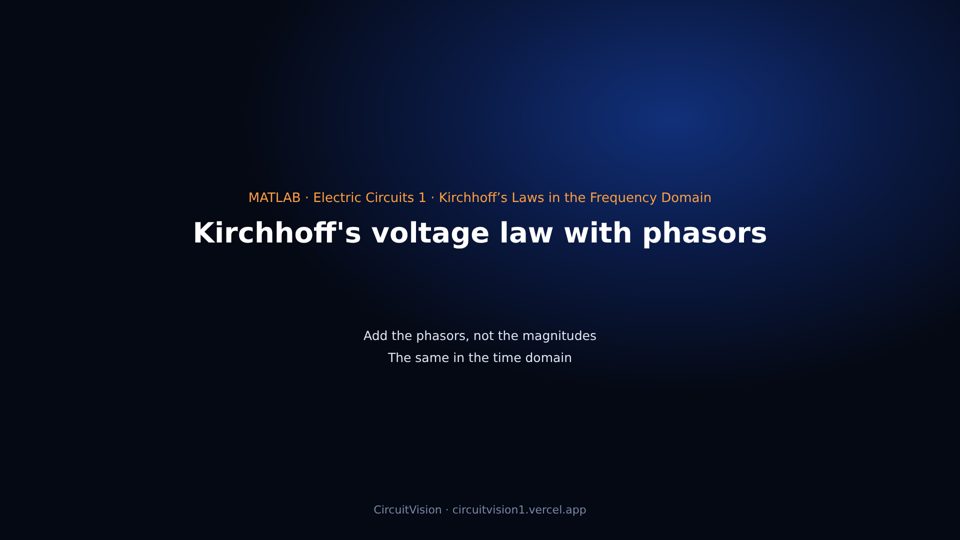 MATLAB · Electric Circuits 1 · Kirchhoff’s Laws in the Frequency Domain
Kirchhoff's voltage law with phasors
Add the phasors, not the magnitudes
The same in the time domain
CircuitVision · circuitvision1.vercel.app